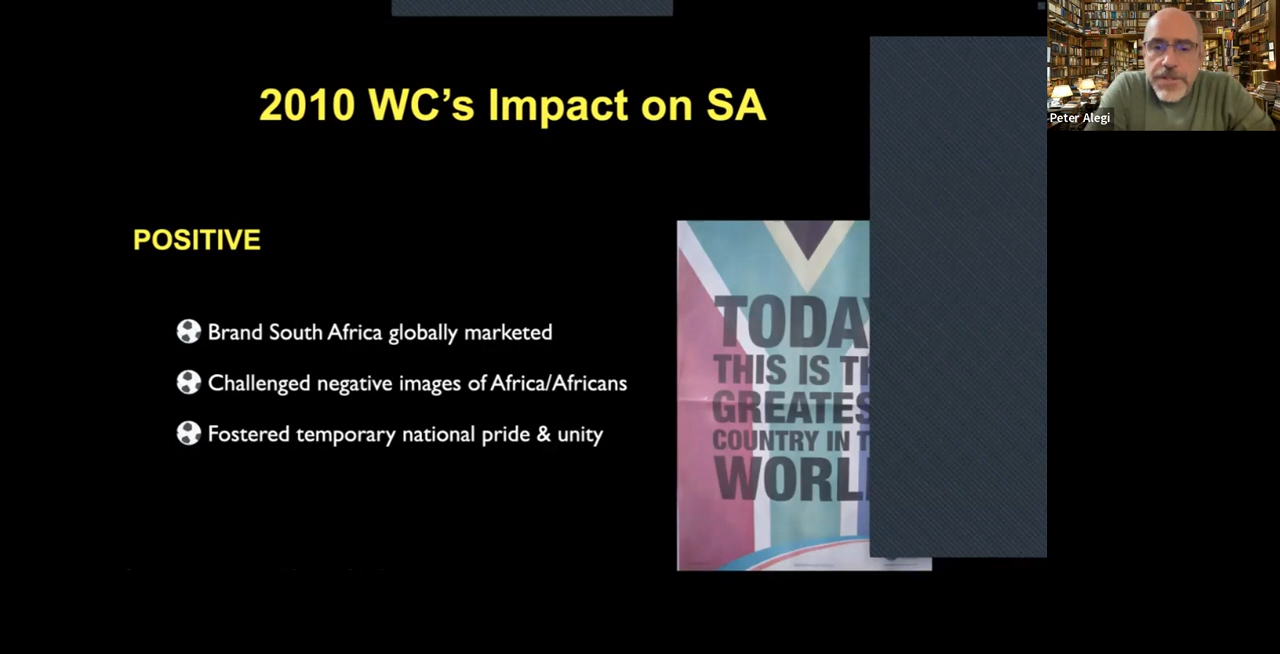 2010 WC's Impact on SA
Peter Alegi
POSITIVE
Brand South Africa globally marketed
Challenged negative images of Africa/Africans
Fostered temporary national pride & unity
TODAY
THIS IS TH
GREATES
COUNTRY IN T
WORL